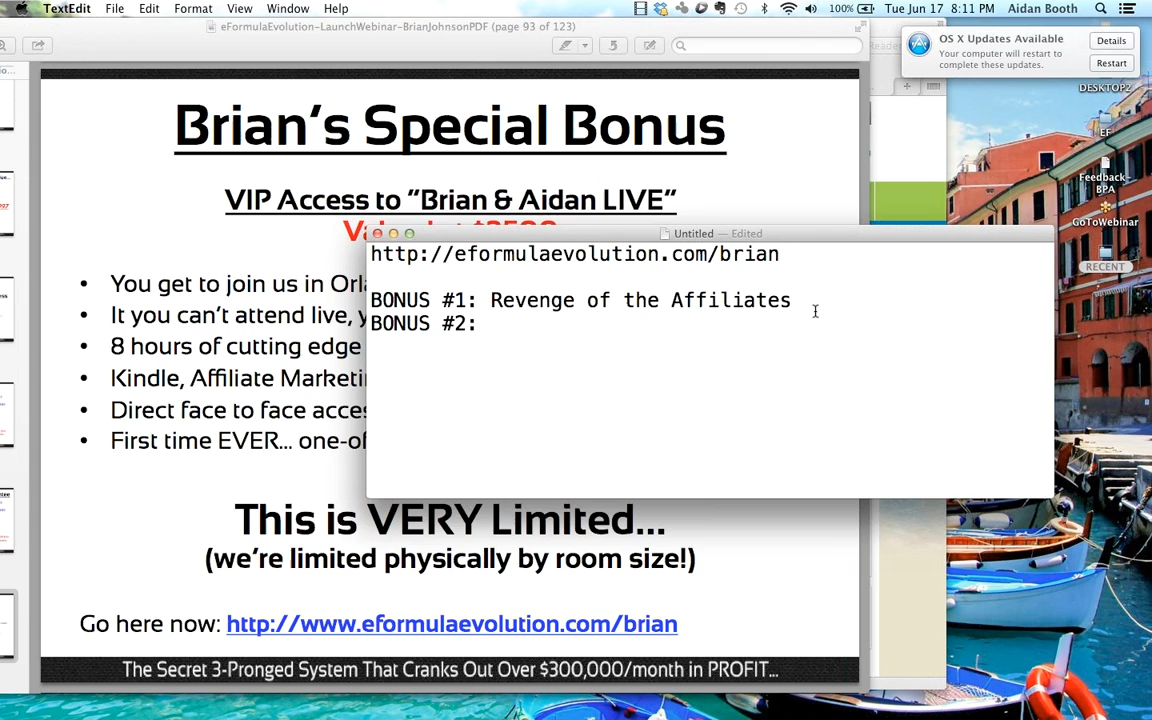 TextEdit File Edit Format View Window Help 100% Tue Jun 17 8:11 PM Aidan Booth
eFormulaEvolution-LaunchWebinar-BrianJohnsonPDF (page 93 of 123)
OS X Updates Available
Your computer will restart to
complete these updates.
Details
Restart
DESKTOP2
EF
Feedback-
BPA
GoToWebinar
RECENT
Brian's Special Bonus
VIP Access to "Brian & Aidan LIVE"
Untitled — Edited
http://eformulaevolution.com/brian
BONUS #1: Revenge of the Affiliates
BONUS #2:
• You get to join us in Orl
• It you can't attend live, y
• 8 hours of cutting edge
• Kindle, Affiliate Marketi
• Direct face to face acces
• First time EVER... one-of
This is VERY Limited...
(we're limited physically by room size!)
Go here now: http://www.eformulaevolution.com/brian
The Secret 3-Pronged System That Cranks Out Over $300,000/month in PROFIT...